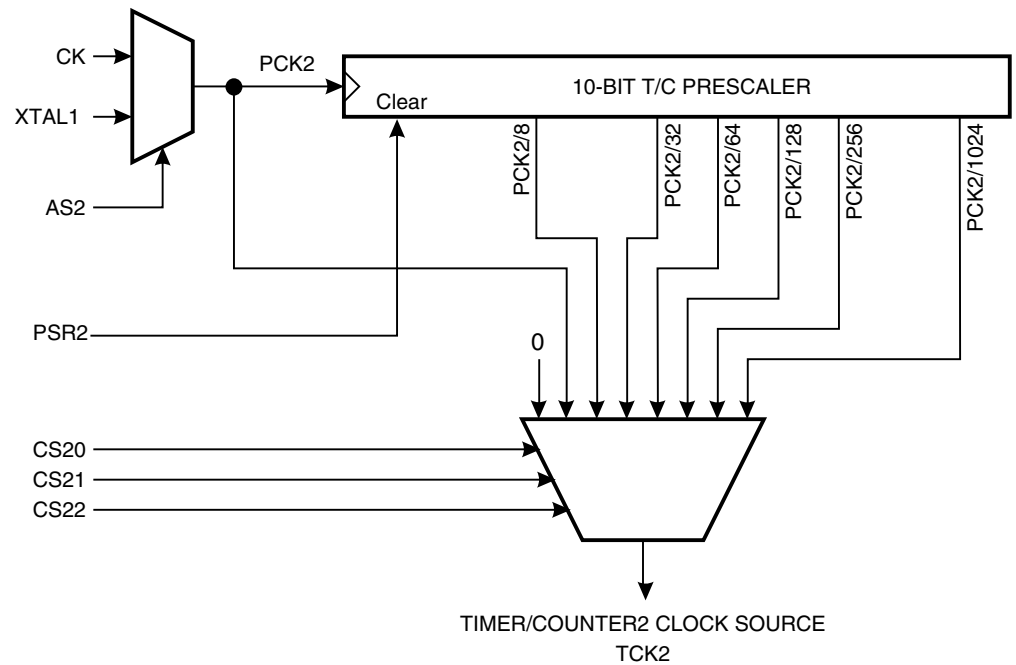 CK
PCK2
10-BIT T/C PRESCALER
XTAL1
Clear
PCK2/8
PCK2/32
PCK2/64
PCK2/128
PCK2/256
PCK2/1024
AS2
PSR2
0
CS20
CS21
CS22
TIMER/COUNTER2 CLOCK SOURCE
TCK2